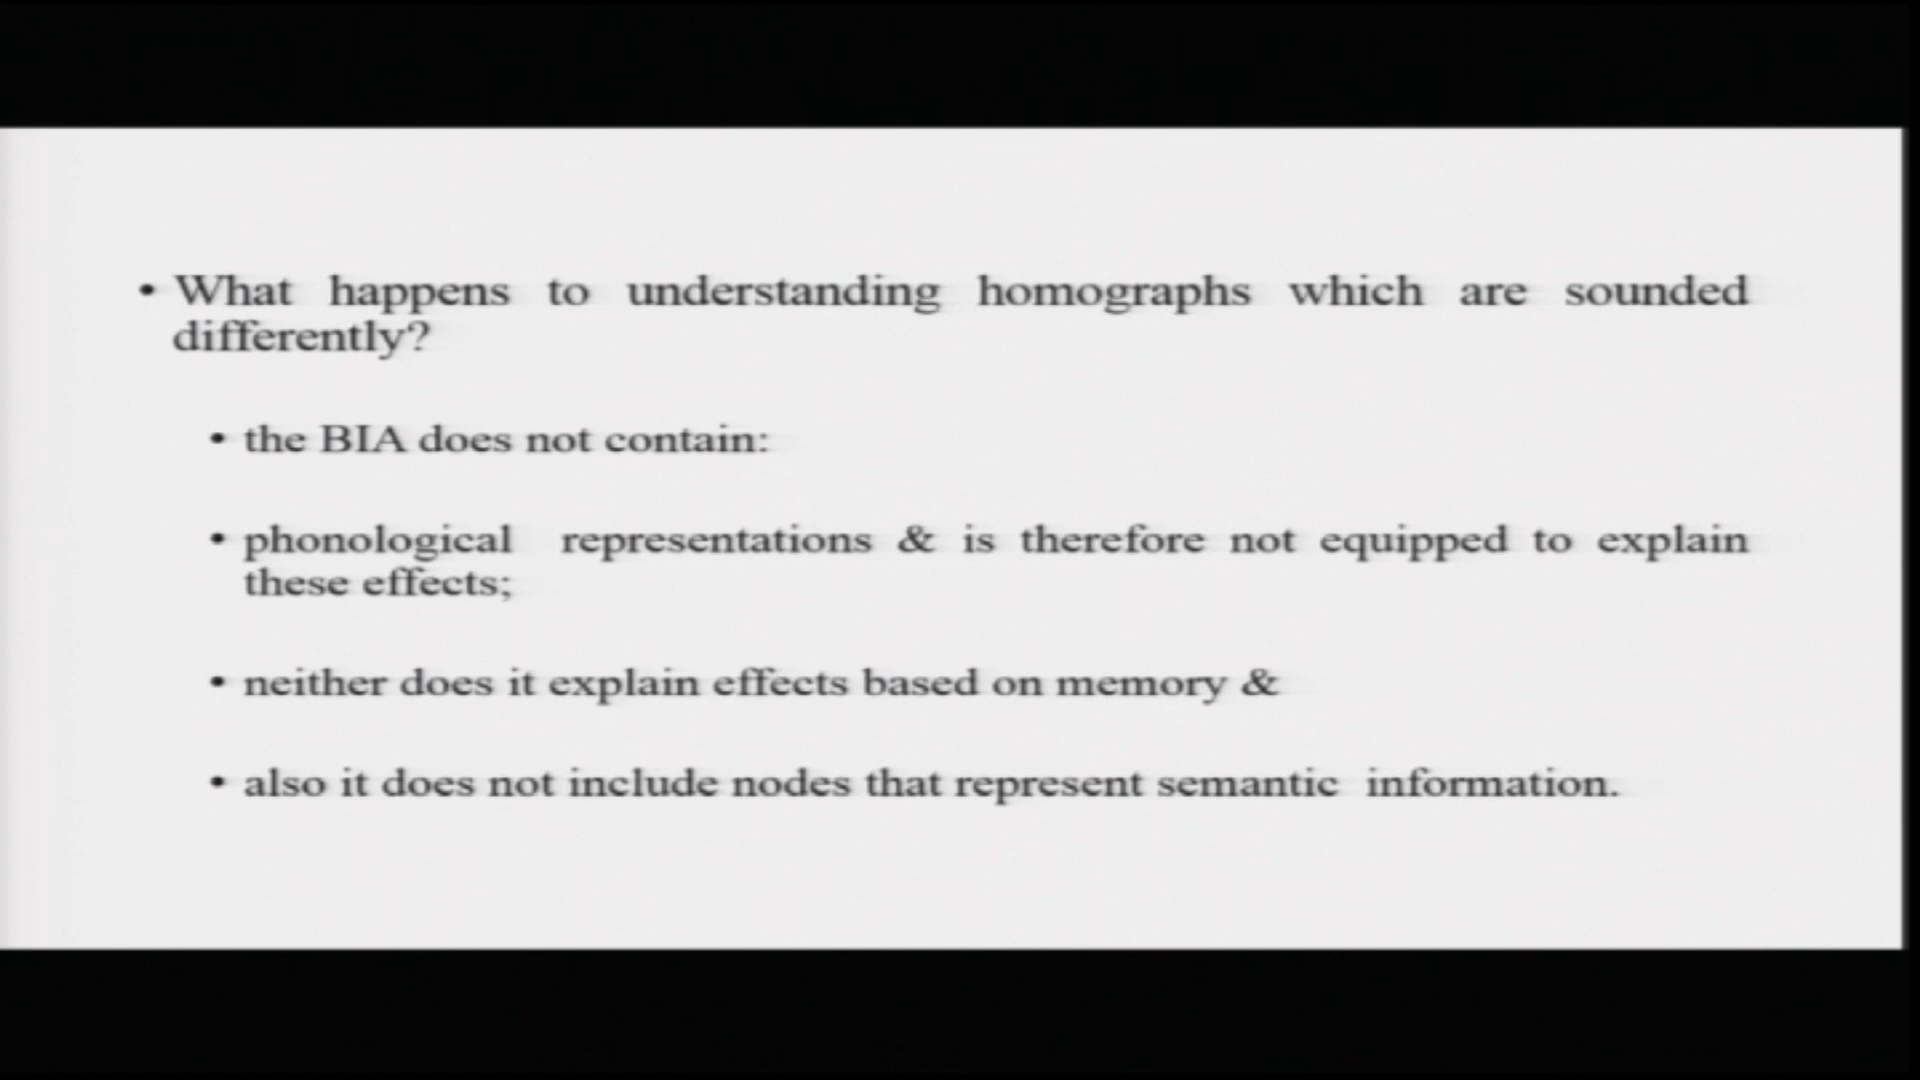 • What happens to understanding homographs which are sounded
differently?
• the BIA does not contain:
• phonological representations & is therefore not equipped to explain
these effects;
• neither does it explain effects based on memory &
• also it does not include nodes that represent semantic information.